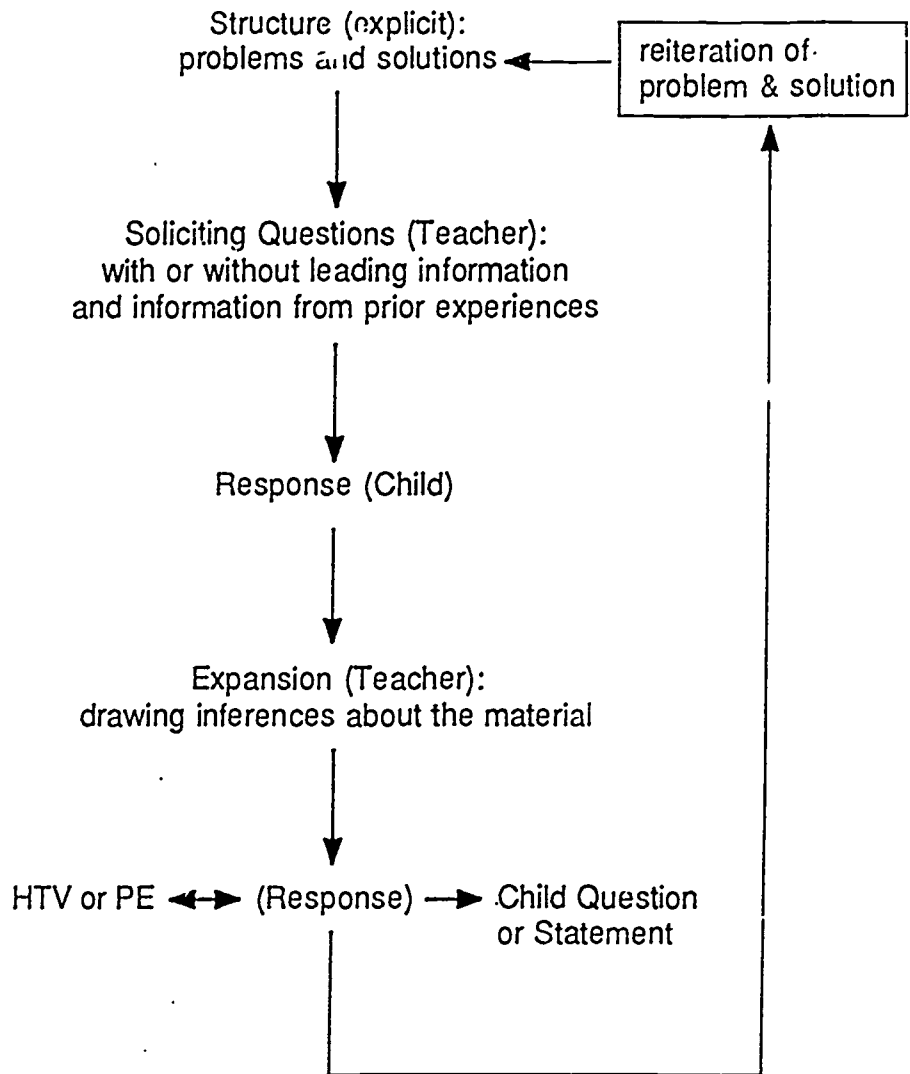 Structure (explicit):
problems and solutions
reiteration of
problem & solution
Soliciting Questions (Teacher):
with or without leading information
and information from prior experiences
Response (Child)
Expansion (Teacher):
drawing inferences about the material
HTV or PE (Response) Child Question
or Statement